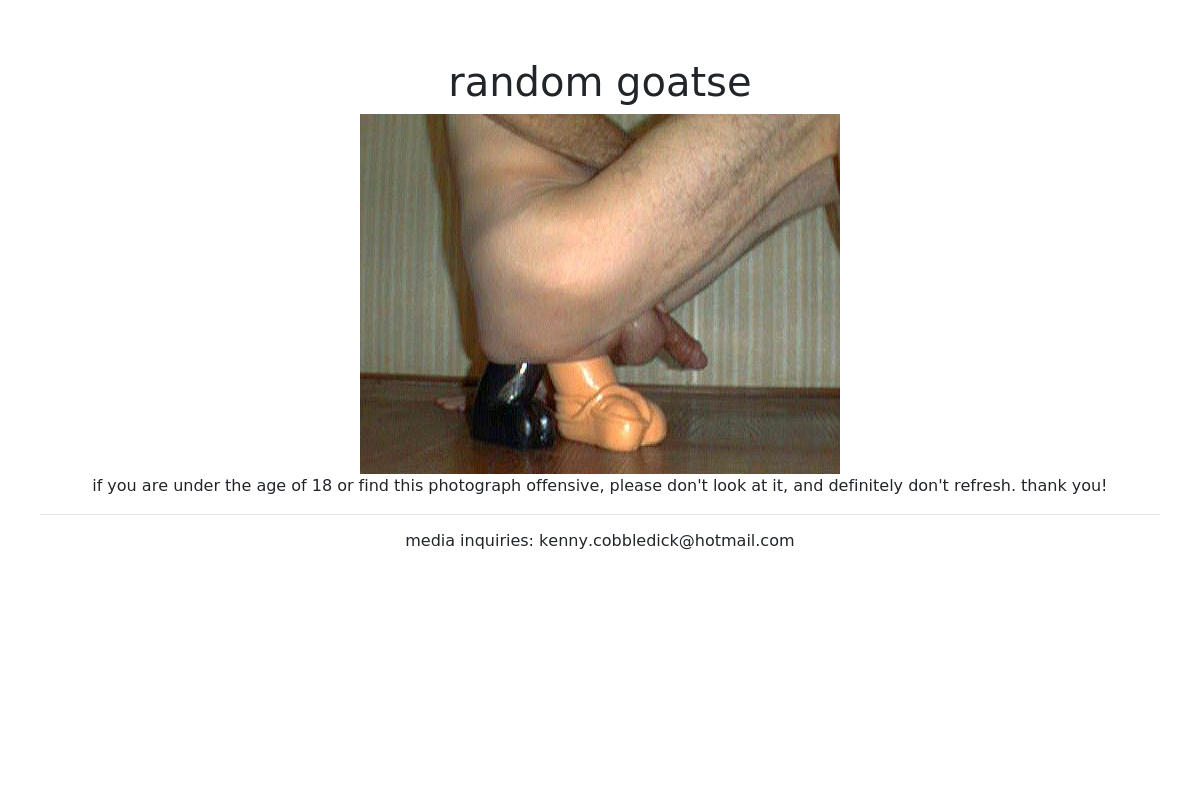 random goatse
if you are under the age of 18 or find this photograph offensive, please don't look at it, and definitely don't refresh. thank you!
media inquiries: kenny.cobbledick@hotmail.com